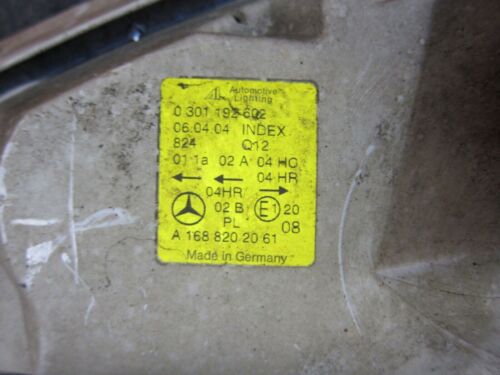 Automotive
Lighting
0 301 192 602
06.04.04 INDEX
824 Q12
01 1a 02 A 04 HC
04 HR
04HR
02 B E1 20
PL 08
A 168 820 20 61
Made in Germany